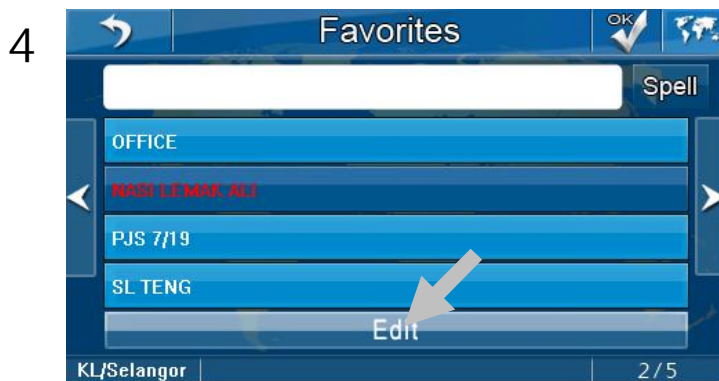 4
Favorites OK
Spell
OFFICE
NASI LEMAK ALI
PJS 7/19
SL TENG
Edit
KL/Selangor 2/5